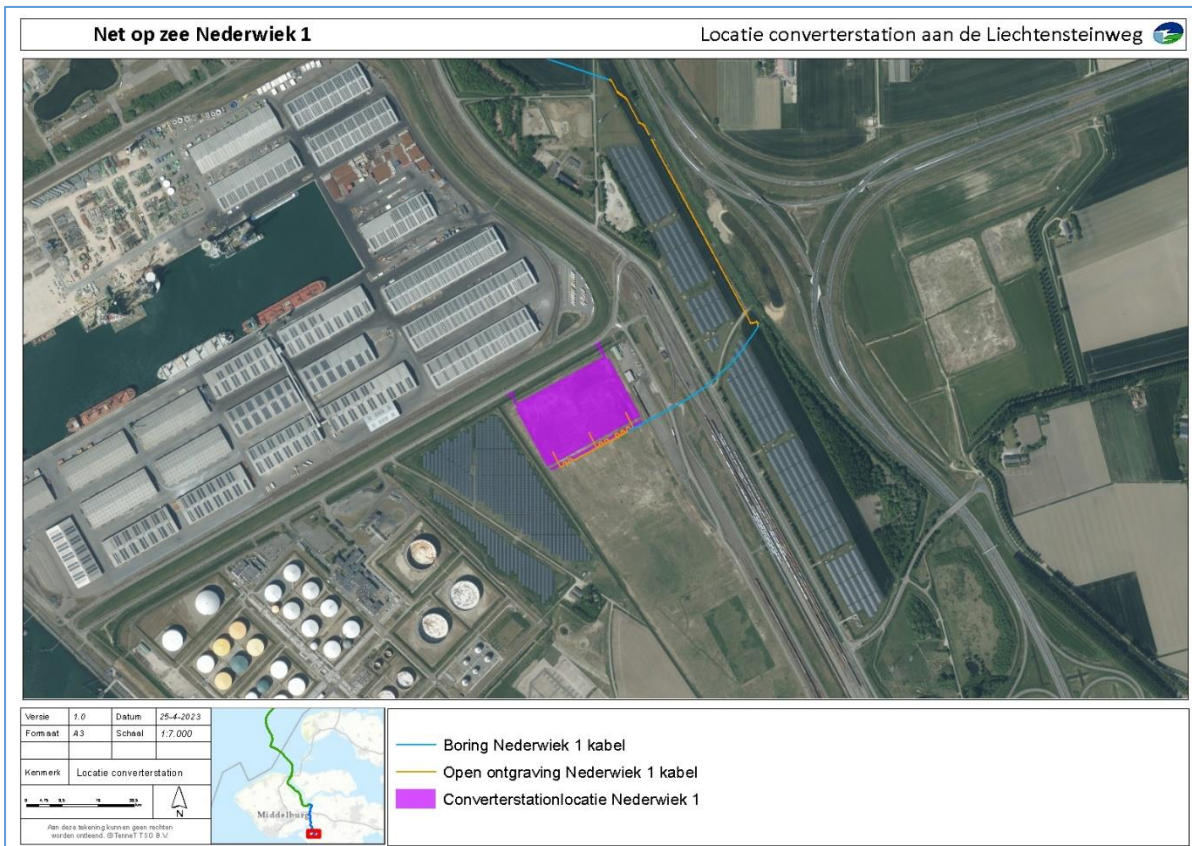 Net op zee Nederwiek 1
Locatie converterstation aan de Liechtensteinweg
Versie 1.0 Datum 25-4-2023
Formaat A3 Schaal 1:7.000
Kenmerk Locatie converterstation
N
Aan deze tekening kunnen geen rechten
worden ontleend. © TenneT TSO B.V.
Middelburg
Boring Nederwiek 1 kabel
Open ontgraving Nederwiek 1 kabel
Converterstationlocatie Nederwiek 1